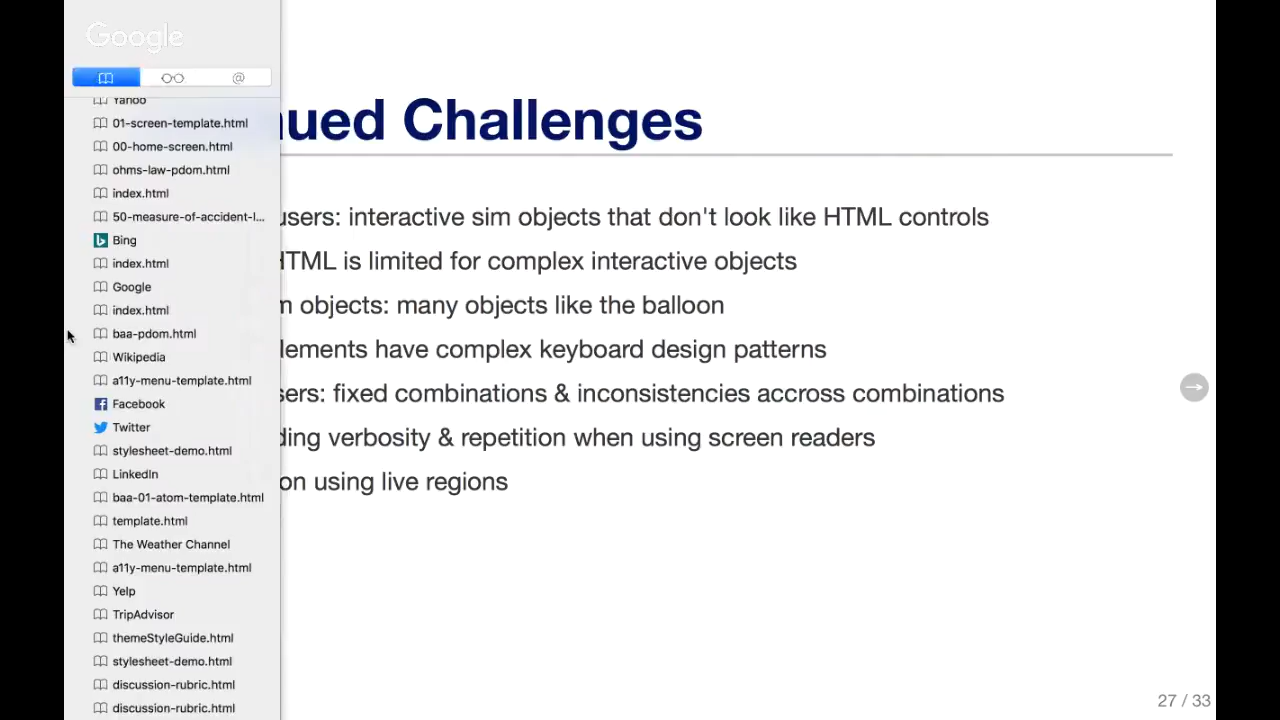 Google
@
Yahoo
01-screen-template.html
00-home-screen.html
ohms-law-pdom.html
index.html
50-measure-of-accident-l...
Bing
index.html
Google
index.html
baa-pdom.html
Wikipedia
a11y-menu-template.html
Facebook
Twitter
stylesheet-demo.html
LinkedIn
baa-01-atom-template.html
template.html
The Weather Channel
a11y-menu-template.html
Yelp
TripAdvisor
themeStyleGuide.html
stylesheet-demo.html
discussion-rubric.html
discussion-rubric.html
nued Challenges
users: interactive sim objects that don't look like HTML controls
HTML is limited for complex interactive objects
m objects: many objects like the balloon
lements have complex keyboard design patterns
sers: fixed combinations & inconsistencies accross combinations
ding verbosity & repetition when using screen readers
on using live regions
27 / 33